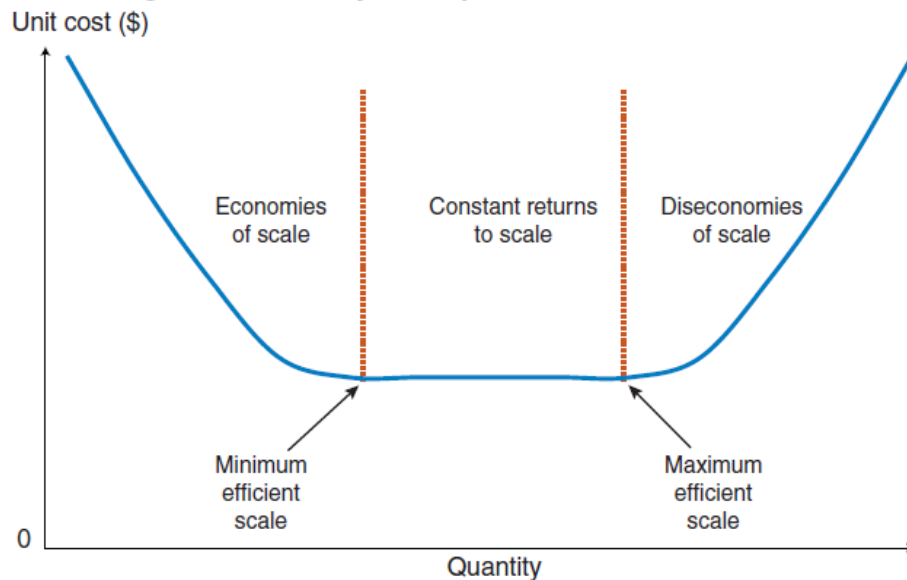 Unit cost ($)
Economies
of scale
Constant returns
to scale
Diseconomies
of scale
Minimum
efficient
scale
Maximum
efficient
scale
0
Quantity